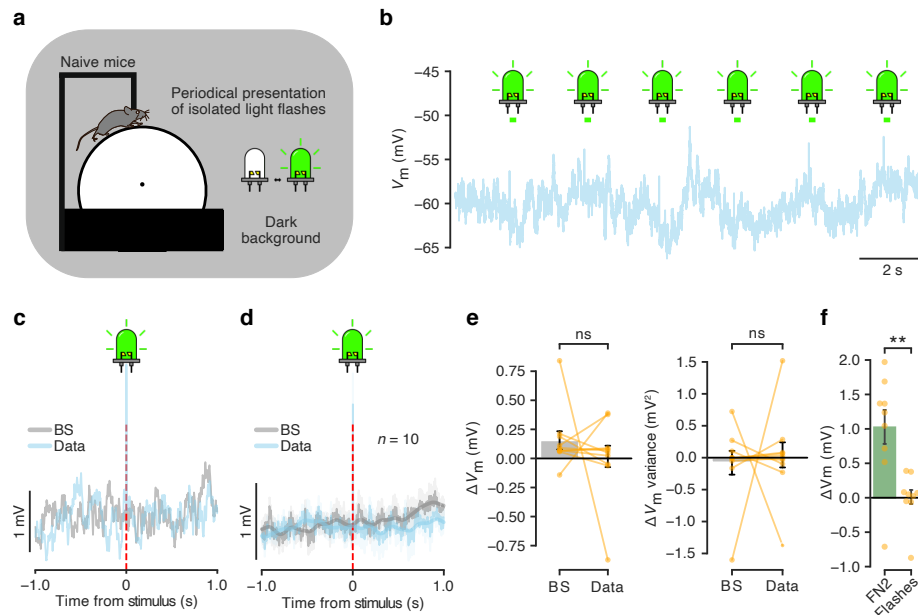 a
Naive mice
Periodical presentation
of isolated light flashes
Dark
background
b
−45
−50
−55
−60
−65
Vm (mV)
2 s
c
BS
Data
1 mV
−1.0
0
1.0
Time from stimulus (s)
d
BS
Data
n = 10
1 mV
−1.0
0
1.0
Time from stimulus (s)
e
ns
0.75
0.50
0.25
0.00
−0.25
−0.50
−0.75
ΔVm (mV)
BS
Data
ns
1.5
1.0
0.5
0.0
−0.5
−1.0
−1.5
ΔVm variance (mV²)
BS
Data
f
**
2.0
1.5
1.0
0.5
0.0
−0.5
−1.0
ΔVm (mV)
FN2
Flashes